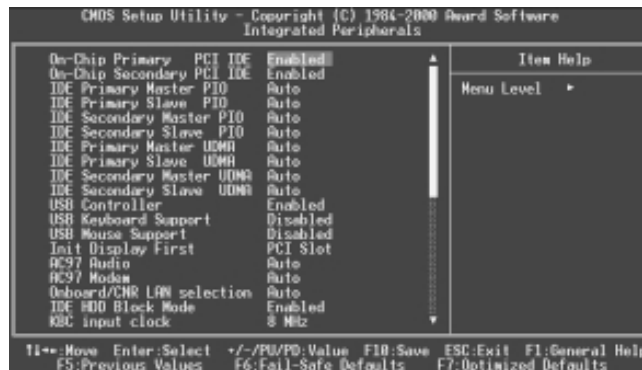 CMOS Setup Utility - Copyright (C) 1984-2000 Award Software
Integrated Peripherals
On-Chip Primary PCI IDE Enabled
On-Chip Secondary PCI IDE Enabled
IDE Primary Master PIO Auto
IDE Primary Slave PIO Auto
IDE Secondary Master PIO Auto
IDE Secondary Slave PIO Auto
IDE Primary Master UDMA Auto
IDE Primary Slave UDMA Auto
IDE Secondary Master UDMA Auto
IDE Secondary Slave UDMA Auto
USB Controller Enabled
USB Keyboard Support Disabled
USB Mouse Support Disabled
Init Display First PCI Slot
AC97 Audio Auto
AC97 Modem Auto
Onboard/CNR LAN selection Auto
IDE HDD Block Mode Enabled
KBC input clock 8 MHz
Item Help
Menu Level ►
↑↓→←:Move Enter:Select +/-/PU/PD:Value F10:Save ESC:Exit F1:General Help
F5:Previous Values F6:Fail-Safe Defaults F7:Optimized Defaults